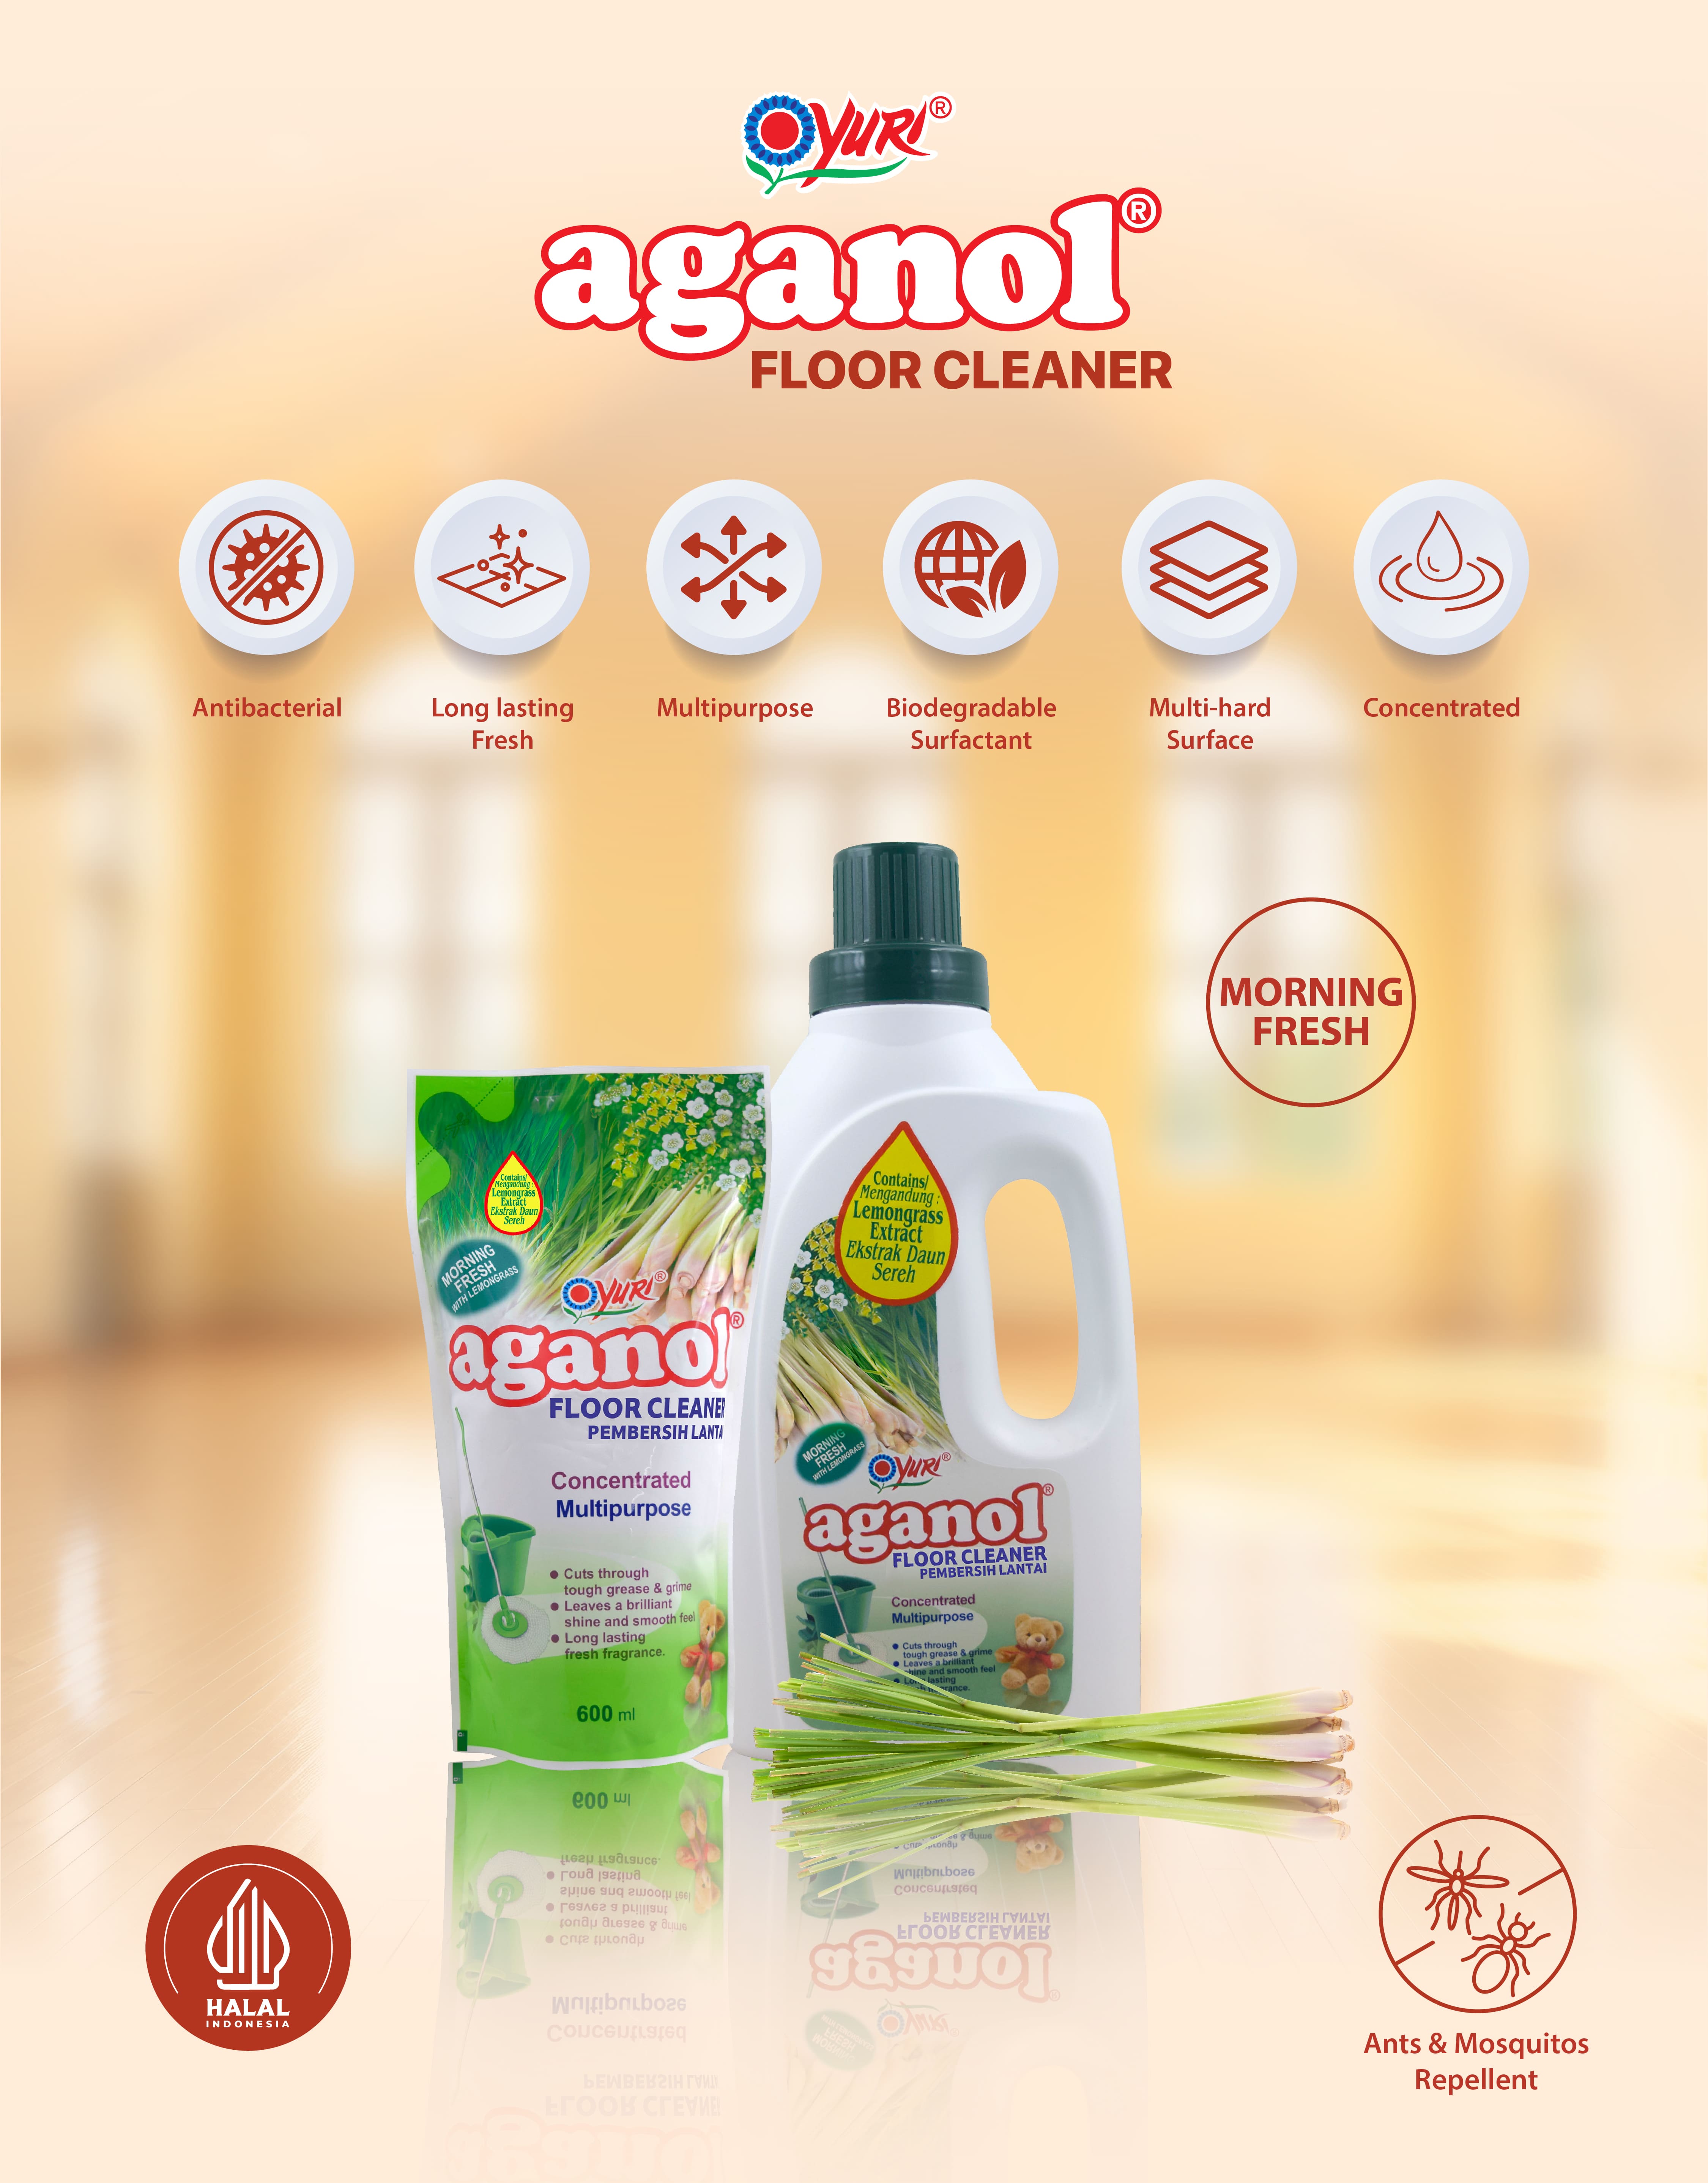 YURI®
aganol®
FLOOR CLEANER
Antibacterial
Long lasting
Fresh
Multipurpose
Biodegradable
Surfactant
Multi-hard
Surface
Concentrated
MORNING
FRESH
Contains/
Mengandung :
Lemongrass
Extract
Ekstrak Daun
Sereh
MORNING
FRESH
WITH LEMONGRASS
YURI®
aganol®
FLOOR CLEANER
PEMBERSIH LANTA
Concentrated
Multipurpose
● Cuts through
tough grease & grime
● Leaves a brilliant
shine and smooth feel
● Long lasting
fresh fragrance.
600 ml
Contains/
Mengandung :
Lemongrass
Extract
Ekstrak Daun
Sereh
MORNING
FRESH
WITH LEMONGRASS
YURI®
aganol®
FLOOR CLEANER
PEMBERSIH LANTAI
Concentrated
Multipurpose
● Cuts through
tough grease & grime
● Leaves a brilliant
shine and smooth feel
● Long lasting
HALAL
INDONESIA
Ants & Mosquitos
Repellent